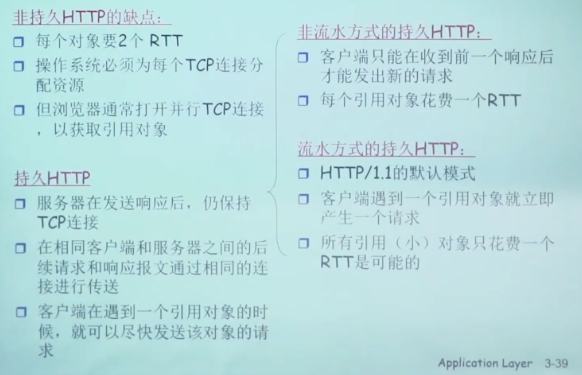 非持久HTTP的缺点：
每个对象要2个 RTT
操作系统必须为每个TCP连接分
配资源
但浏览器通常打开并行TCP连接
，以获取引用对象
持久HTTP
服务器在发送响应后，仍保持
TCP连接
在相同客户端和服务器之间的后
续请求和响应报文通过相同的连
接进行传送
客户端在遇到一个引用对象的时
候，就可以尽快发送该对象的请
求
非流水方式的持久HTTP：
客户端只能在收到前一个响应后
才能发出新的请求
每个引用对象花费一个RTT
流水方式的持久HTTP：
HTTP/1.1的默认模式
客户端遇到一个引用对象就立即
产生一个请求
所有引用（小）对象只花费一个
RTT是可能的
Application Layer 3-39